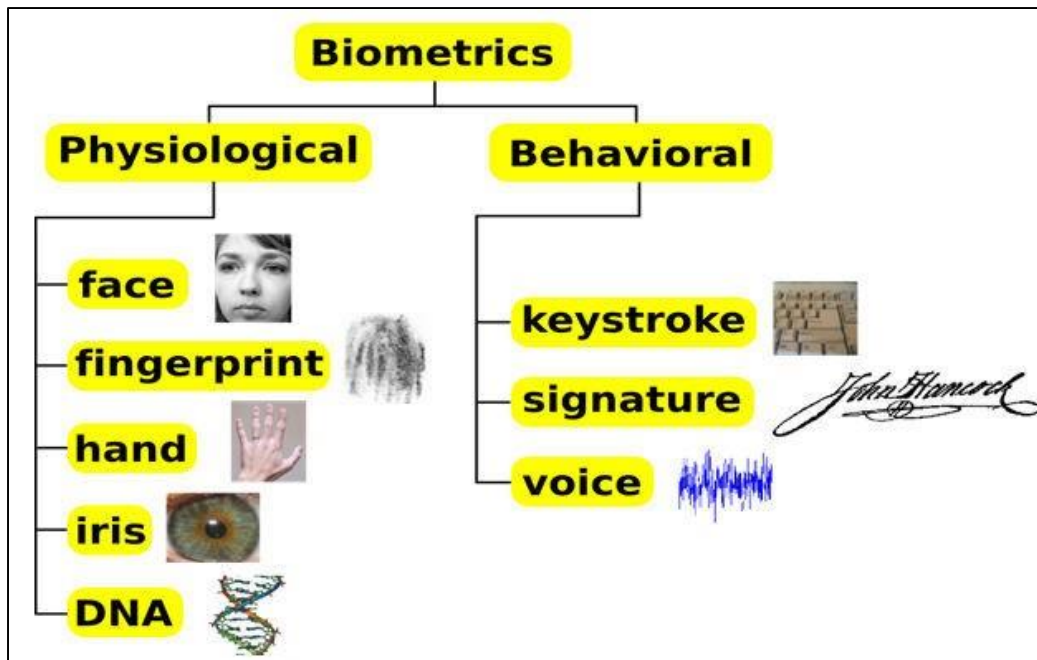 Biometrics
Physiological
Behavioral
face
fingerprint
hand
iris
DNA
keystroke
signature
John Hancock
voice